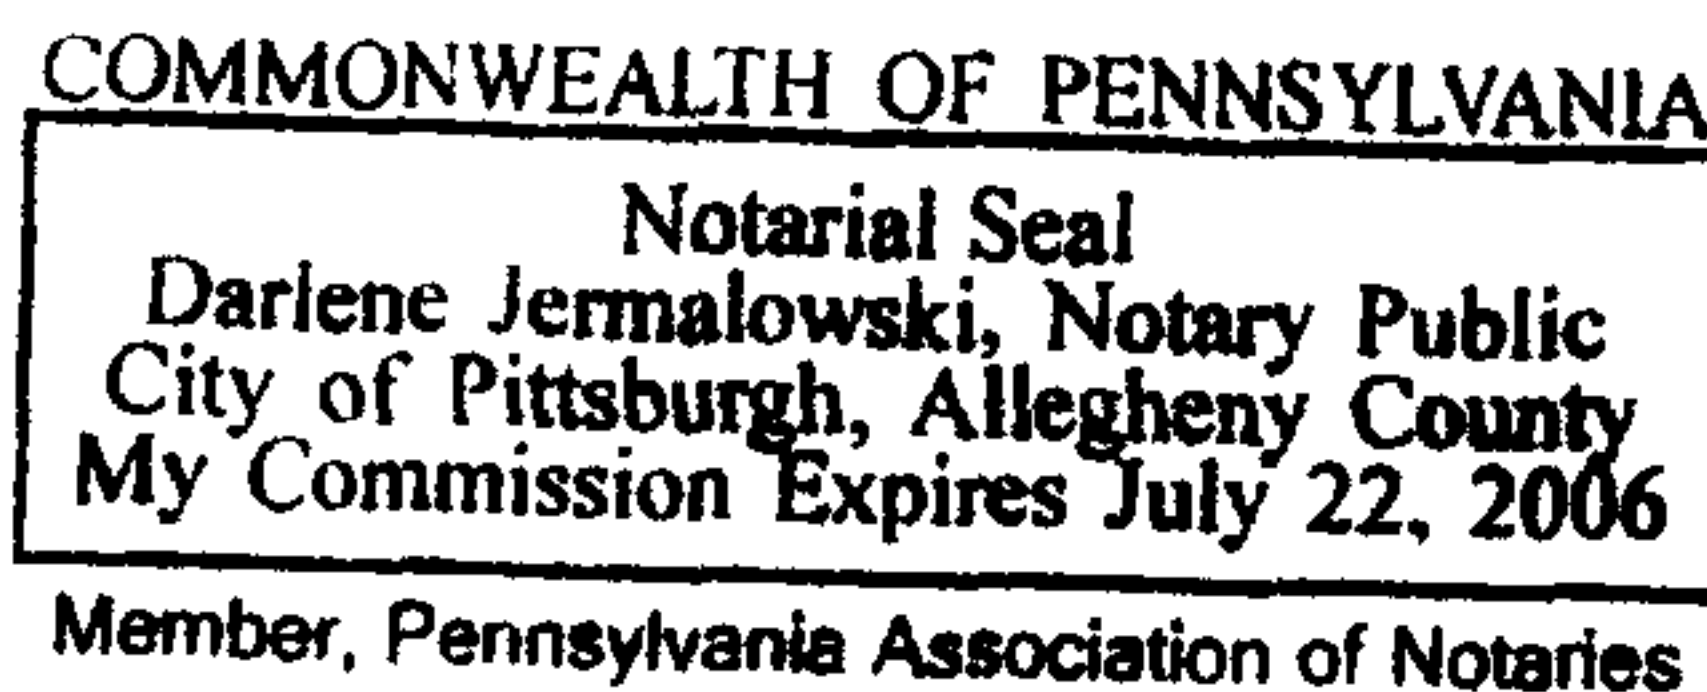 COMMONWEALTH OF PENNSYLVANIA
Notarial Seal
Darlene Jermalowski, Notary Public
City of Pittsburgh, Allegheny County
My Commission Expires July 22, 2006
Member, Pennsylvania Association of Notaries